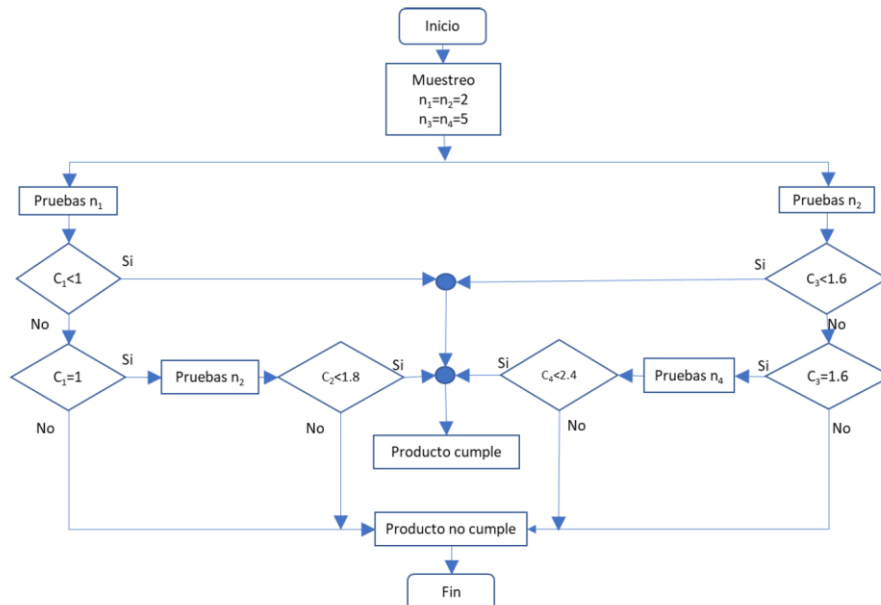 Inicio
Muestreo
n₁=n₂=2
n₃=n₄=5
Pruebas n₁
Pruebas n₂
C₁<1
Si
Si
C₃<1.6
No
No
C₁=1
Si
Pruebas n₂
C₂<1.8
Si
Si
C₄<2.4
Pruebas n₄
Si
C₃=1.6
No
No
No
No
Producto cumple
Producto no cumple
Fin